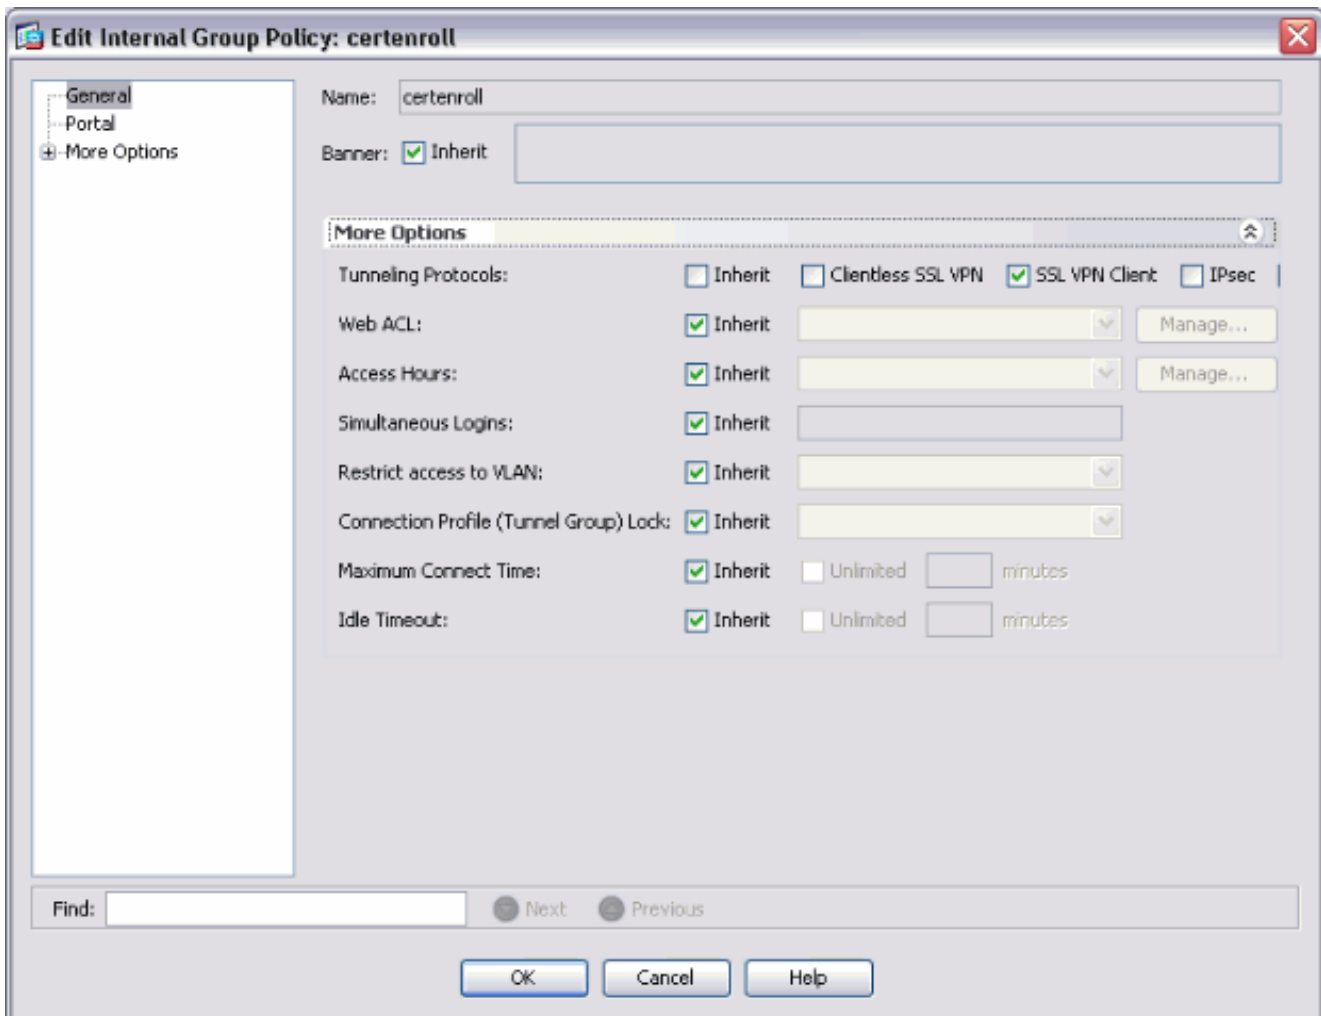 Edit Internal Group Policy: certenroll
General
Portal
More Options
Name: certenroll
Banner: Inherit
More Options
Tunneling Protocols: Inherit Clientless SSL VPN SSL VPN Client IPsec
Web ACL: Inherit Manage...
Access Hours: Inherit Manage...
Simultaneous Logins: Inherit
Restrict access to VLAN: Inherit
Connection Profile (Tunnel Group) Lock: Inherit
Maximum Connect Time: Inherit Unlimited minutes
Idle Timeout: Inherit Unlimited minutes
Find: Next Previous
OK Cancel Help